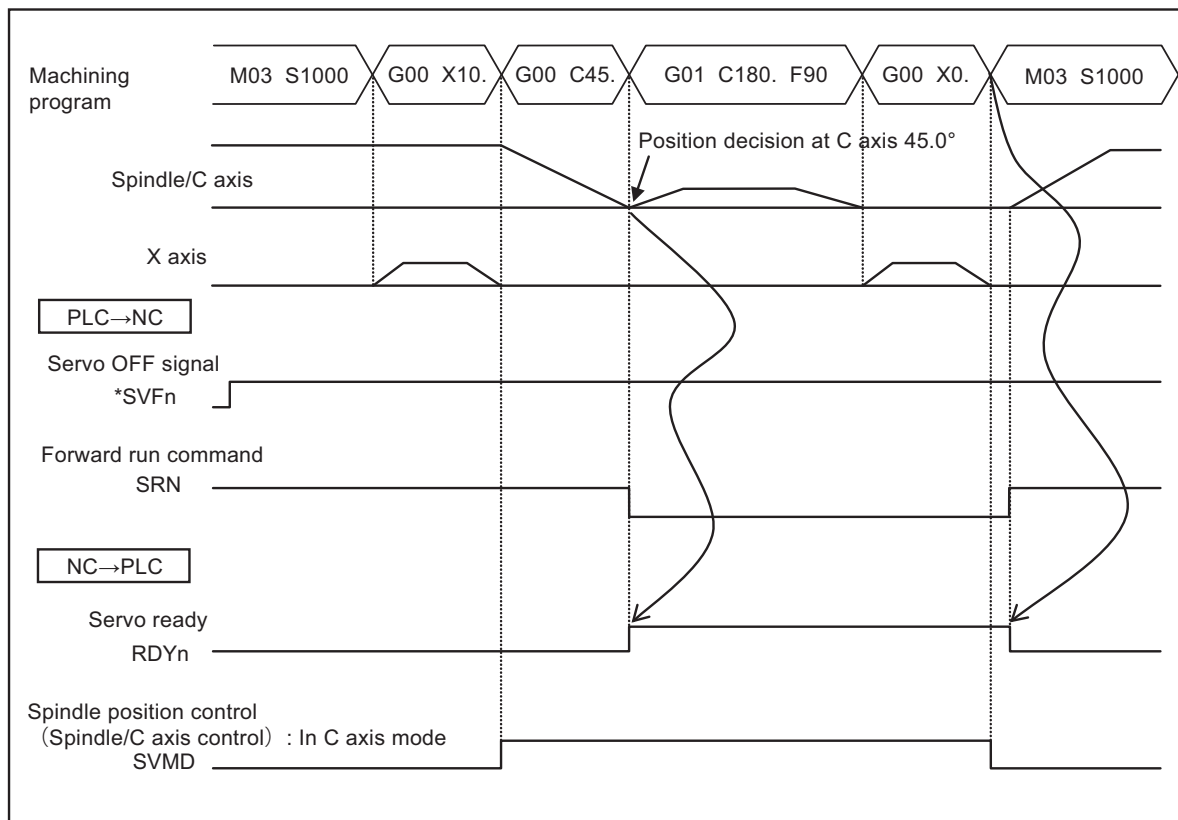 M03 S1000 G00 X10. G00 C45. G01 C180. F90 G00 X0. M03 S1000
Machining
program
Position decision at C axis 45.0°
Spindle/C axis
X axis
PLC→NC
Servo OFF signal
*SVFn
Forward run command
SRN
NC→PLC
Servo ready
RDYn
Spindle position control
（Spindle/C axis control）: In C axis mode
SVMD